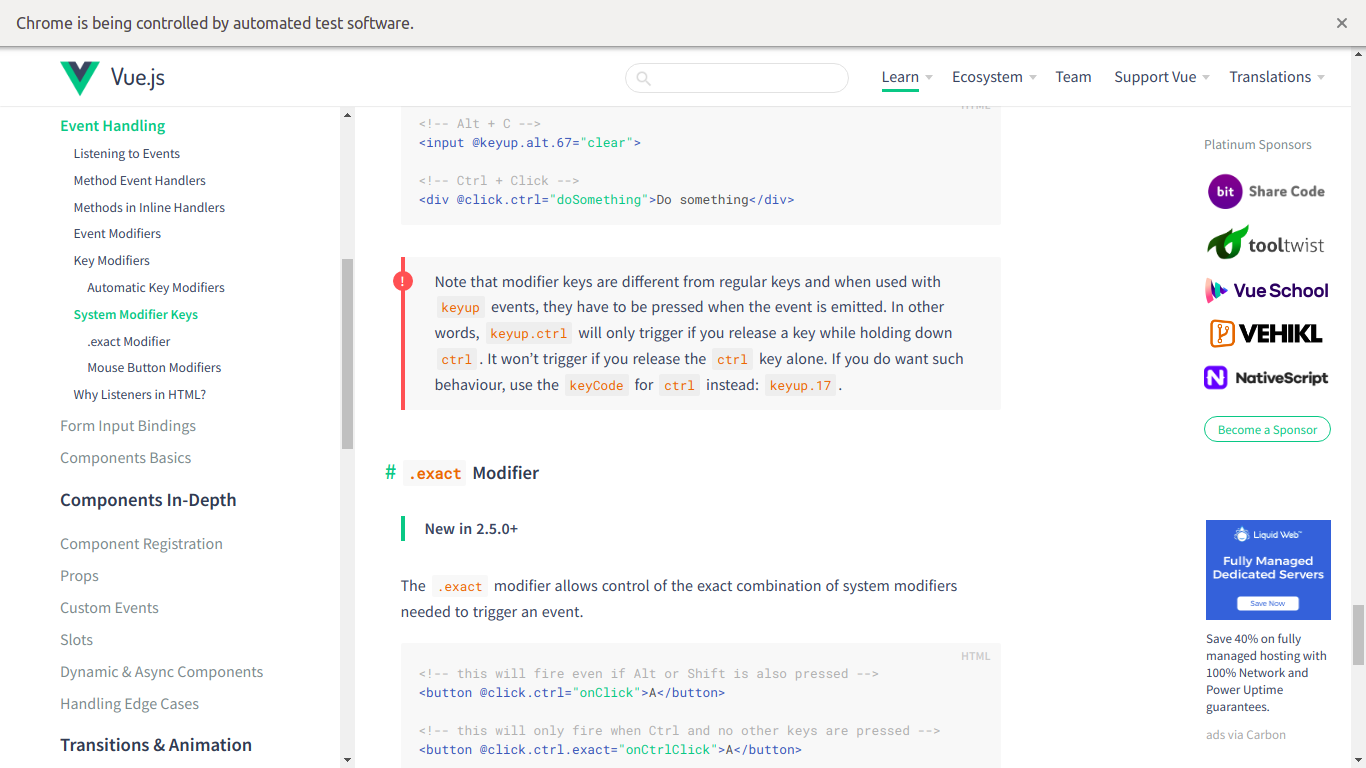 Chrome is being controlled by automated test software.
Vue.js
Learn
Ecosystem
Team
Support Vue
Translations
Event Handling
Listening to Events
Method Event Handlers
Methods in Inline Handlers
Event Modifiers
Key Modifiers
Automatic Key Modifiers
System Modifier Keys
.exact Modifier
Mouse Button Modifiers
Why Listeners in HTML?
Form Input Bindings
Components Basics
Components In-Depth
Component Registration
Props
Custom Events
Slots
Dynamic & Async Components
Handling Edge Cases
Transitions & Animation
HTML
<!-- Alt + C -->
<input @keyup.alt.67="clear">
<!-- Ctrl + Click -->
<div @click.ctrl="doSomething">Do something</div>
!
Note that modifier keys are different from regular keys and when used with
keyup events, they have to be pressed when the event is emitted. In other
words, keyup.ctrl will only trigger if you release a key while holding down
ctrl. It won’t trigger if you release the ctrl key alone. If you do want such
behaviour, use the keyCode for ctrl instead: keyup.17.
# .exact Modifier
New in 2.5.0+
The .exact modifier allows control of the exact combination of system modifiers
needed to trigger an event.
HTML
<!-- this will fire even if Alt or Shift is also pressed -->
<button @click.ctrl="onClick">A</button>
<!-- this will only fire when Ctrl and no other keys are pressed -->
<button @click.ctrl.exact="onCtrlClick">A</button>
Platinum Sponsors
bit Share Code
tooltwist
Vue School
VEHIKL
NativeScript
Become a Sponsor
Liquid Web
Fully Managed
Dedicated Servers
Save Now
Save 40% on fully
managed hosting with
100% Network and
Power Uptime
guarantees.
ads via Carbon